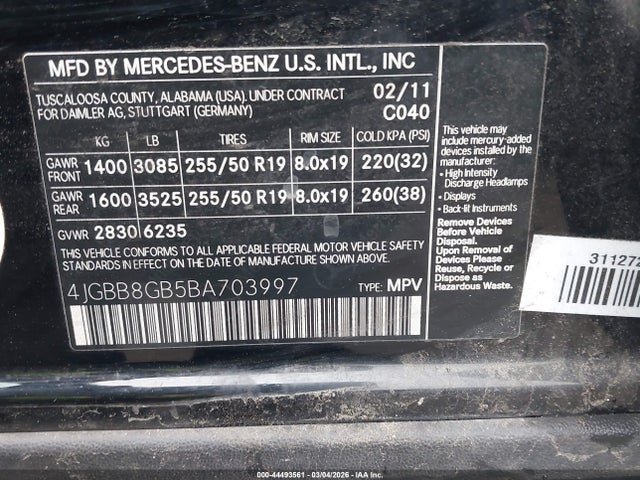 MFD BY MERCEDES-BENZ U.S. INTL., INC
TUSCALOOSA COUNTY, ALABAMA (USA). UNDER CONTRACT 02/11
FOR DAIMLER AG, STUTTGART (GERMANY) C040
KG LB TIRES RIM SIZE COLD KPA (PSI)
GAWR FRONT 1400 3085 255/50 R19 8.0x19 220(32)
GAWR REAR 1600 3525 255/50 R19 8.0x19 260(38)
GVWR 2830 6235
THIS VEHICLE CONFORMS TO ALL APPLICABLE FEDERAL MOTOR VEHICLE SAFETY
AND THEFT PREVENTION STANDARDS IN EFFECT ON THE DATE OF MANUFACTURE SHOWN ABOVE
4JGBB8GB5BA703997 TYPE: MPV
This vehicle may
include mercury-added
devices installed by the
manufacturer:
• High Intensity
Discharge Headlamps
• Displays
• Back-lit Instruments
Remove Devices
Before Vehicle
Disposal.
Upon Removal of
Devices Please
Reuse, Recycle or
Dispose as
Hazardous Waste.
311272
000-44493561 - 03/04/2026 - IAA Inc.